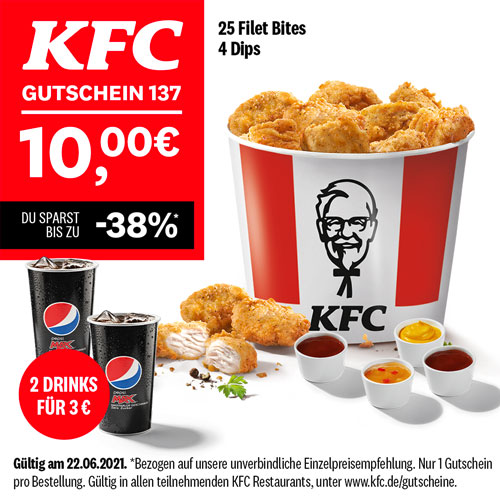 KFC
GUTSCHEIN 137
10,00€
DU SPARST
BIS ZU
-38%*
25 Filet Bites
4 Dips
KFC
2 DRINKS
FÜR 3 €
Gültig am 22.06.2021. *Bezogen auf unsere unverbindliche Einzelpreisempfehlung. Nur 1 Gutschein
pro Bestellung. Gültig in allen teilnehmenden KFC Restaurants, unter www.kfc.de/gutscheine.